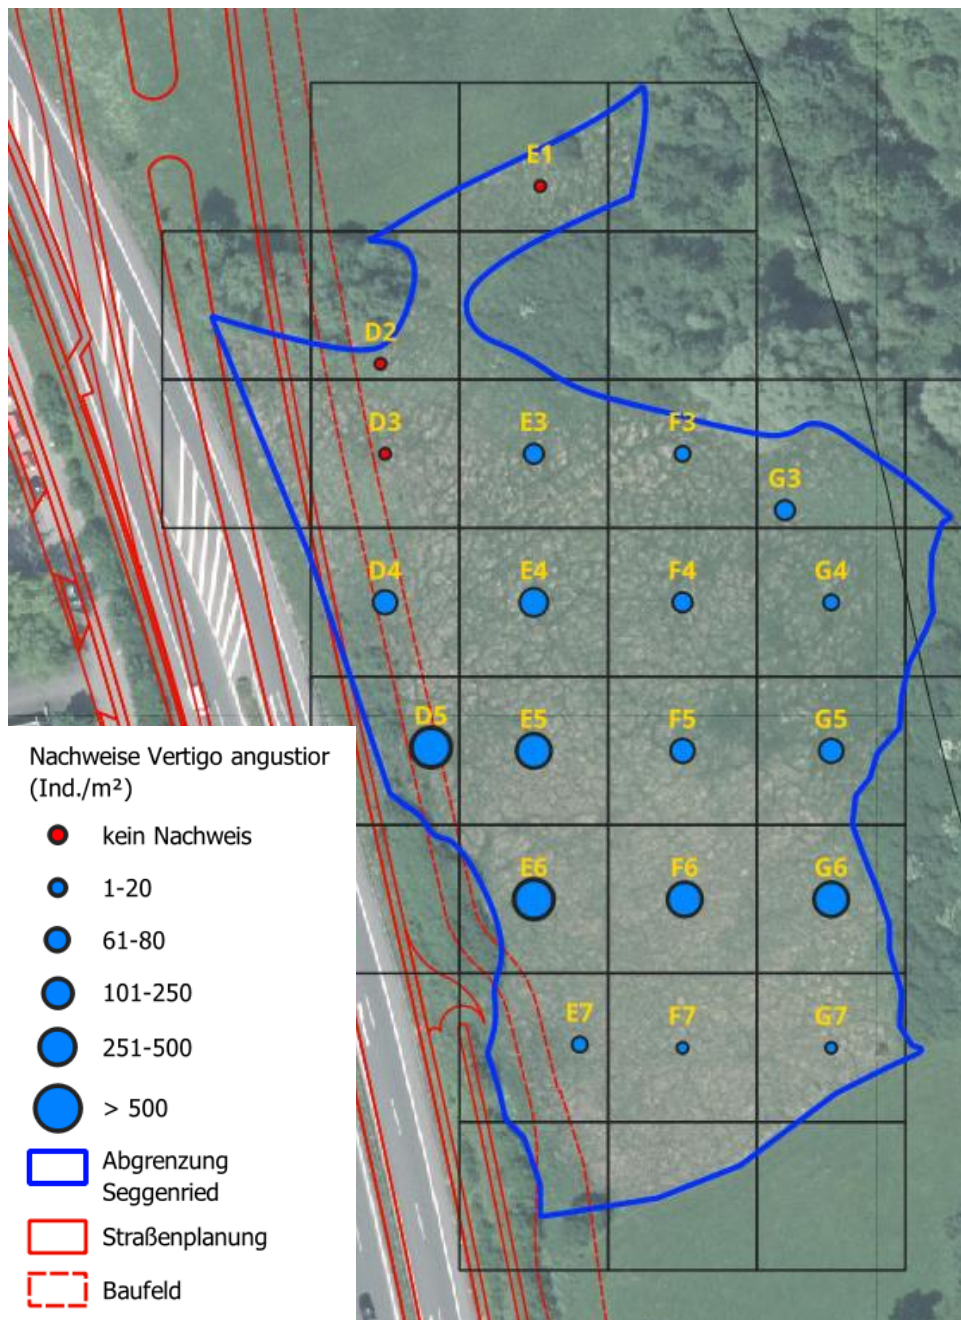 E1
D2
D3
E3
F3
G3
D4
E4
F4
G4
D5
E5
F5
G5
E6
F6
G6
E7
F7
G7
Nachweise Vertigo angustior
(Ind./m²)
kein Nachweis
1-20
61-80
101-250
251-500
> 500
Abgrenzung
Seggenried
Straßenplanung
Baufeld